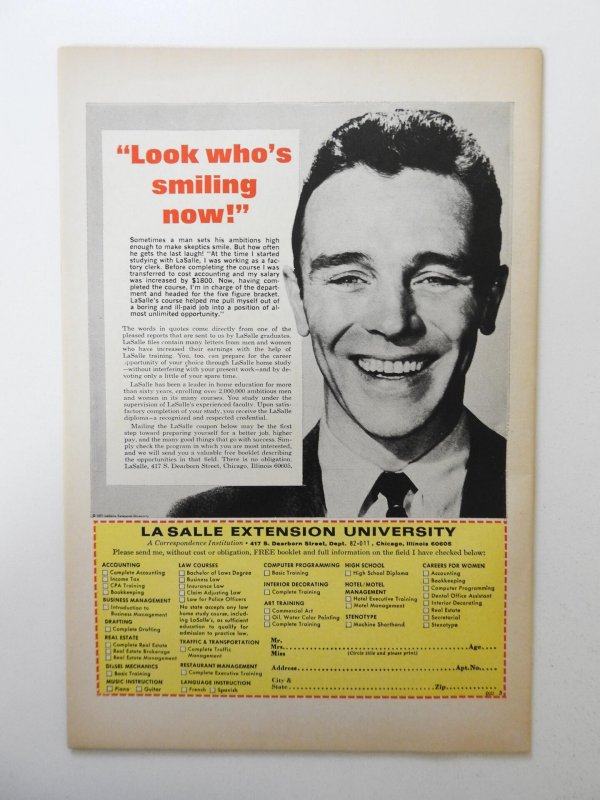 “Look who’s
smiling
now!”
Sometimes a man sets his ambitions high
enough to make skeptics smile. But how often
he gets the last laugh! “At the time I started
studying with LaSalle, I was working as a fac-
tory clerk. Before completing the course I was
transferred to cost accounting and my salary
was increased by $1800. Now, having com-
pleted the course, I’m in charge of the depart-
ment and headed for the five figure bracket.
LaSalle’s course helped me pull myself out of
a boring and ill-paid job into a position of al-
most unlimited opportunity.”
The words in quotes come directly from one of the
pleased reports that are sent to us by LaSalle graduates.
LaSalle files contain many letters from men and women
who have increased their earnings with the help of
LaSalle training. You, too, can prepare for the career
opportunity of your choice through LaSalle home study
—without interfering with your present work—and by de-
voting only a little of your spare time.
LaSalle has been a leader in home education for more
than sixty years, enrolling over 2,000,000 ambitious men
and women in its many courses. You study under the
supervision of LaSalle’s experienced faculty. Upon satis-
factory completion of your study, you receive the LaSalle
diploma—a recognized and respected credential.
Mailing the LaSalle coupon below may be the first
step toward preparing yourself for a better job, higher
pay, and the many good things that go with success. Sim-
ply check the program in which you are most interested,
and we will send you a valuable free booklet describing
the opportunities in that field. There is no obligation.
LaSalle, 417 S. Dearborn Street, Chicago, Illinois 60605.
© 1971 LaSalle Extension University
LA SALLE EXTENSION UNIVERSITY
A Correspondence Institution • 417 S. Dearborn Street, Dept. 82-011, Chicago, Illinois 60605
Please send me, without cost or obligation, FREE booklet and full information on the field I have checked below:
ACCOUNTING
Complete Accounting
Income Tax
CPA Training
Bookkeeping
BUSINESS MANAGEMENT
Introduction to
Business Management
DRAFTING
Complete Drafting
REAL ESTATE
Complete Real Estate
Real Estate Brokerage
Real Estate Management
DIESEL MECHANICS
Basic Training
MUSIC INSTRUCTION
Piano Guitar
LAW COURSES
Bachelor of Laws Degree
Business Law
Insurance Law
Claim Adjusting Law
Law for Police Officers
No state accepts any law
home study course, includ-
ing LaSalle’s, as sufficient
education to qualify for
admission to practice law.
TRAFFIC & TRANSPORTATION
Complete Traffic
Management
RESTAURANT MANAGEMENT
Complete Executive Training
LANGUAGE INSTRUCTION
French Spanish
COMPUTER PROGRAMMING
Basic Training
INTERIOR DECORATING
Complete Training
ART TRAINING
Commercial Art
Oil, Water Color Painting
Complete Training
HIGH SCHOOL
High School Diploma
HOTEL/MOTEL
MANAGEMENT
Hotel Executive Training
Motel Management
STENOTYPE
Machine Shorthand
CAREERS FOR WOMEN
Accounting
Bookkeeping
Computer Programming
Dental Office Assistant
Interior Decorating
Real Estate
Secretarial
Stenotype
Mr.
Mrs. Age
Miss (Circle title and please print)
Address Apt.No.
City &
State Zip